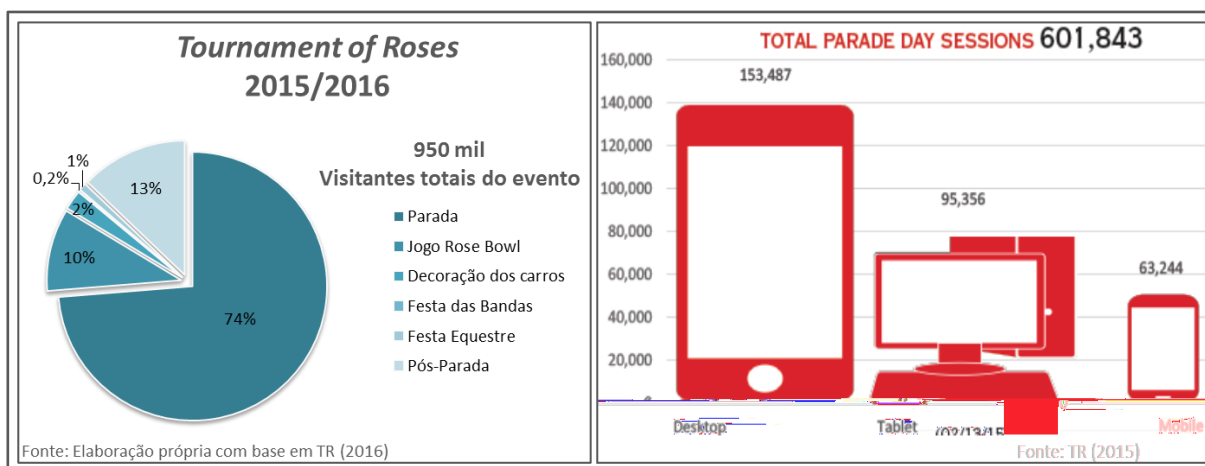 Tournament of Roses
2015/2016
950 mil
Visitantes totais do evento
1%
0,2%
13%
2%
10%
74%
Parada
Jogo Rose Bowl
Decoração dos carros
Festa das Bandas
Festa Equestre
Pós-Parada
Fonte: Elaboração própria com base em TR (2016)
TOTAL PARADE DAY SESSIONS 601,843
160,000
140,000
120,000
100,000
80,000
60,000
40,000
20,000
153,487
95,356
63,244
Desktop
Tablet
Mobile
Fonte: TR (2015)